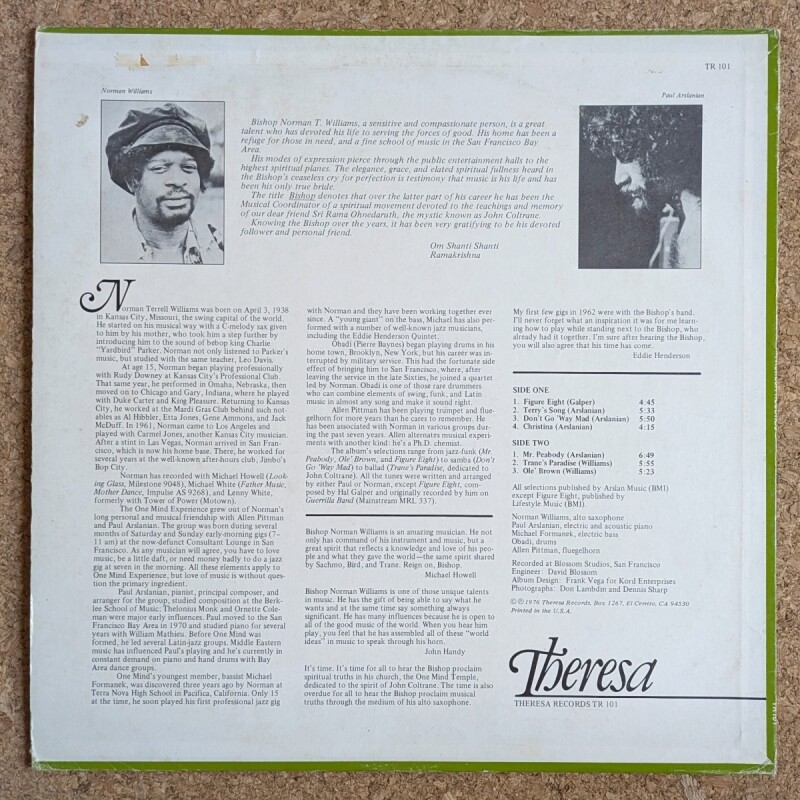 TR 101
Norman Williams
Paul Arslanian
Bishop Norman T. Williams, a sensitive and compassionate person, is a great
talent who has devoted his life to serving the forces of good. His home has been a
refuge for those in need, and a fine school of music in the San Francisco Bay
Area.
His modes of expression pierce through the public entertainment halls to the
highest spiritual planes. The elegance, grace, and elated spiritual fullness heard in
the Bishop's ceaseless cry for perfection is testimony that music is his life and has
been his only true bride.
The title Bishop denotes that over the latter part of his career he has been the
Musical Coordinator of a spiritual movement devoted to the teachings and memory
of our dear friend Sri Rama Ohnedaruth, the mystic known as John Coltrane.
Knowing the Bishop over the years, it has been very gratifying to be his devoted
follower and personal friend.
Om Shanti Shanti
Ramakrishna
Norman Terrell Williams was born on April 3, 1938
in Kansas City, Missouri, the swing capital of the world.
He started on his musical way with a C-melody sax given
to him by his mother, who took him a step further by
introducing him to the sound of bebop king Charlie
"Yardbird" Parker. Norman not only listened to Parker's
music, but studied with the same teacher, Leo Davis.
At age 15, Norman began playing professionally
with Rudy Downey at Kansas City's Professional Club.
That same year, he performed in Omaha, Nebraska, then
moved on to Chicago and Gary, Indiana, where he played
with Duke Carter and King Pleasure. Returning to Kansas
City, he worked at the Mardi Gras Club behind such not-
ables as Al Hibbler, Etta Jones, Gene Ammons, and Jack
McDuff. In 1961, Norman came to Los Angeles and
played with Carmel Jones, another Kansas City musician.
After a stint in Las Vegas, Norman arrived in San Fran-
cisco, which is now his home base. There, he worked for
several years at the well-known after-hours club, Jimbo's
Bop City.
Norman has recorded with Michael Howell (Look-
ing Glass, Milestone 9048), Michael White (Father Music,
Mother Dance, Impulse AS 9268), and Lenny White,
formerly with Tower of Power (Motown).
The One Mind Experience grew out of Norman's
long personal and musical friendship with Allen Pittman
and Paul Arslanian. The group was born during several
months of Saturday and Sunday early-morning gigs (7–
11 am) at the now-defunct Consultant Lounge in San
Francisco. As any musician will agree, you have to love
music, be a little daft, or need money badly to do a jazz
gig at seven in the morning. All these elements apply to
One Mind Experience, but love of music is without ques-
tion the primary ingredient.
Paul Arslanian, pianist, principal composer, and
arranger for the group, studied composition at the Berk-
lee School of Music; Thelonius Monk and Ornette Cole-
man were major early influences. Paul moved to the San
Francisco Bay Area in 1970 and studied piano for several
years with William Mathieu. Before One Mind was
formed, he led several Latin-jazz groups. Middle Eastern
music has influenced Paul's playing and he's currently in
constant demand on piano and hand drums with Bay
Area dance groups.
One Mind's youngest member, bassist Michael
Formanek, was discovered three years ago by Norman at
Terra Nova High School in Pacifica, California. Only 15
at the time, he soon played his first professional jazz gig
with Norman and they have been working together ever
since. A "young giant" on the bass, Michael has also per-
formed with a number of well-known jazz musicians,
including the Eddie Henderson Quintet.
Obadi (Pierre Baynes) began playing drums in his
home town, Brooklyn, New York, but his career was in-
terrupted by military service. This had the fortunate side
effect of bringing him to San Francisco, where, after
leaving the service in the late Sixties, he joined a quartet
led by Norman. Obadi is one of those rare drummers
who can combine elements of swing, funk, and Latin
music in almost any song and make it sound right.
Allen Pittman has been playing trumpet and flue-
gelhorn for more years than he cares to remember. He
has been associated with Norman in various groups dur-
ing the past seven years. Allen alternates musical experi-
ments with another kind: he's a Ph.D. chemist.
The album's selections range from jazz-funk (Mr.
Peabody, Ole' Brown, and Figure Eight) to samba (Don't
Go 'Way Mad) to ballad (Trane's Paradise, dedicated to
John Coltrane). All the tunes were written and arranged
by either Paul or Norman, except Figure Eight, com-
posed by Hal Galper and originally recorded by him on
Guerrilla Band (Mainstream MRL 337).
Bishop Norman Williams is an amazing musician. He not
only has command of his instrument and music, but a
great spirit that reflects a knowledge and love of his peo-
ple and what they gave the world—the same spirit shared
by Sachmo, Bird, and Trane. Reign on, Bishop.
Michael Howell
Bishop Norman Williams is one of those unique talents
in music. He has the gift of being able to say what he
wants and at the same time say something always
significant. He has many influences because he is open to
all of the good music of the world. When you hear him
play, you feel that he has assembled all of these "world
ideas" in music to speak through his horn.
John Handy
It's time. It's time for all to hear the Bishop proclaim
spiritual truths in his church, the One Mind Temple,
dedicated to the spirit of John Coltrane. The time is also
overdue for all to hear the Bishop proclaim musical
truths through the medium of his alto saxophone.
My first few gigs in 1962 were with the Bishop's band.
I'll never forget what an inspiration it was for me learn-
ing how to play while standing next to the Bishop, who
already had it together. I'm sure after hearing the Bishop,
you will also agree that his time has come.
Eddie Henderson
SIDE ONE
1. Figure Eight (Galper) 4:45
2. Terry's Song (Arslanian) 5:33
3. Don't Go 'Way Mad (Arslanian) 5:50
4. Christina (Arslanian) 4:15
SIDE TWO
1. Mr. Peabody (Arslanian) 6:49
2. Trane's Paradise (Williams) 5:55
3. Ole' Brown (Williams) 5:23
All selections published by Arslan Music (BMI)
except Figure Eight, published by
Lifestyle Music (BMI).
Norman Williams, alto saxophone
Paul Arslanian, electric and acoustic piano
Michael Formanek, electric bass
Obadi, drums
Allen Pittman, fluegelhorn
Recorded at Blossom Studios, San Francisco
Engineer: David Blossom
Album Design: Frank Vega for Kord Enterprises
Photographs: Don Lambdin and Dennis Sharp
©℗1976 Theresa Records, Box 1267, El Cerrito, CA 94530
Printed in the U.S.A.
Theresa
THERESA RECORDS TR 101